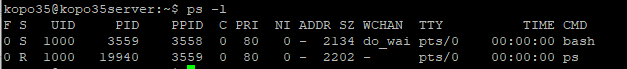 kopo35@kopo35server:~$ ps -l
F S   UID     PID    PPID  C PRI  NI ADDR SZ WCHAN  TTY          TIME CMD
0 S  1000    3559    3558  0  80   0 -  2134 do_wai pts/0    00:00:00 bash
0 R  1000   19940    3559  0  80   0 -  2202 -      pts/0    00:00:00 ps